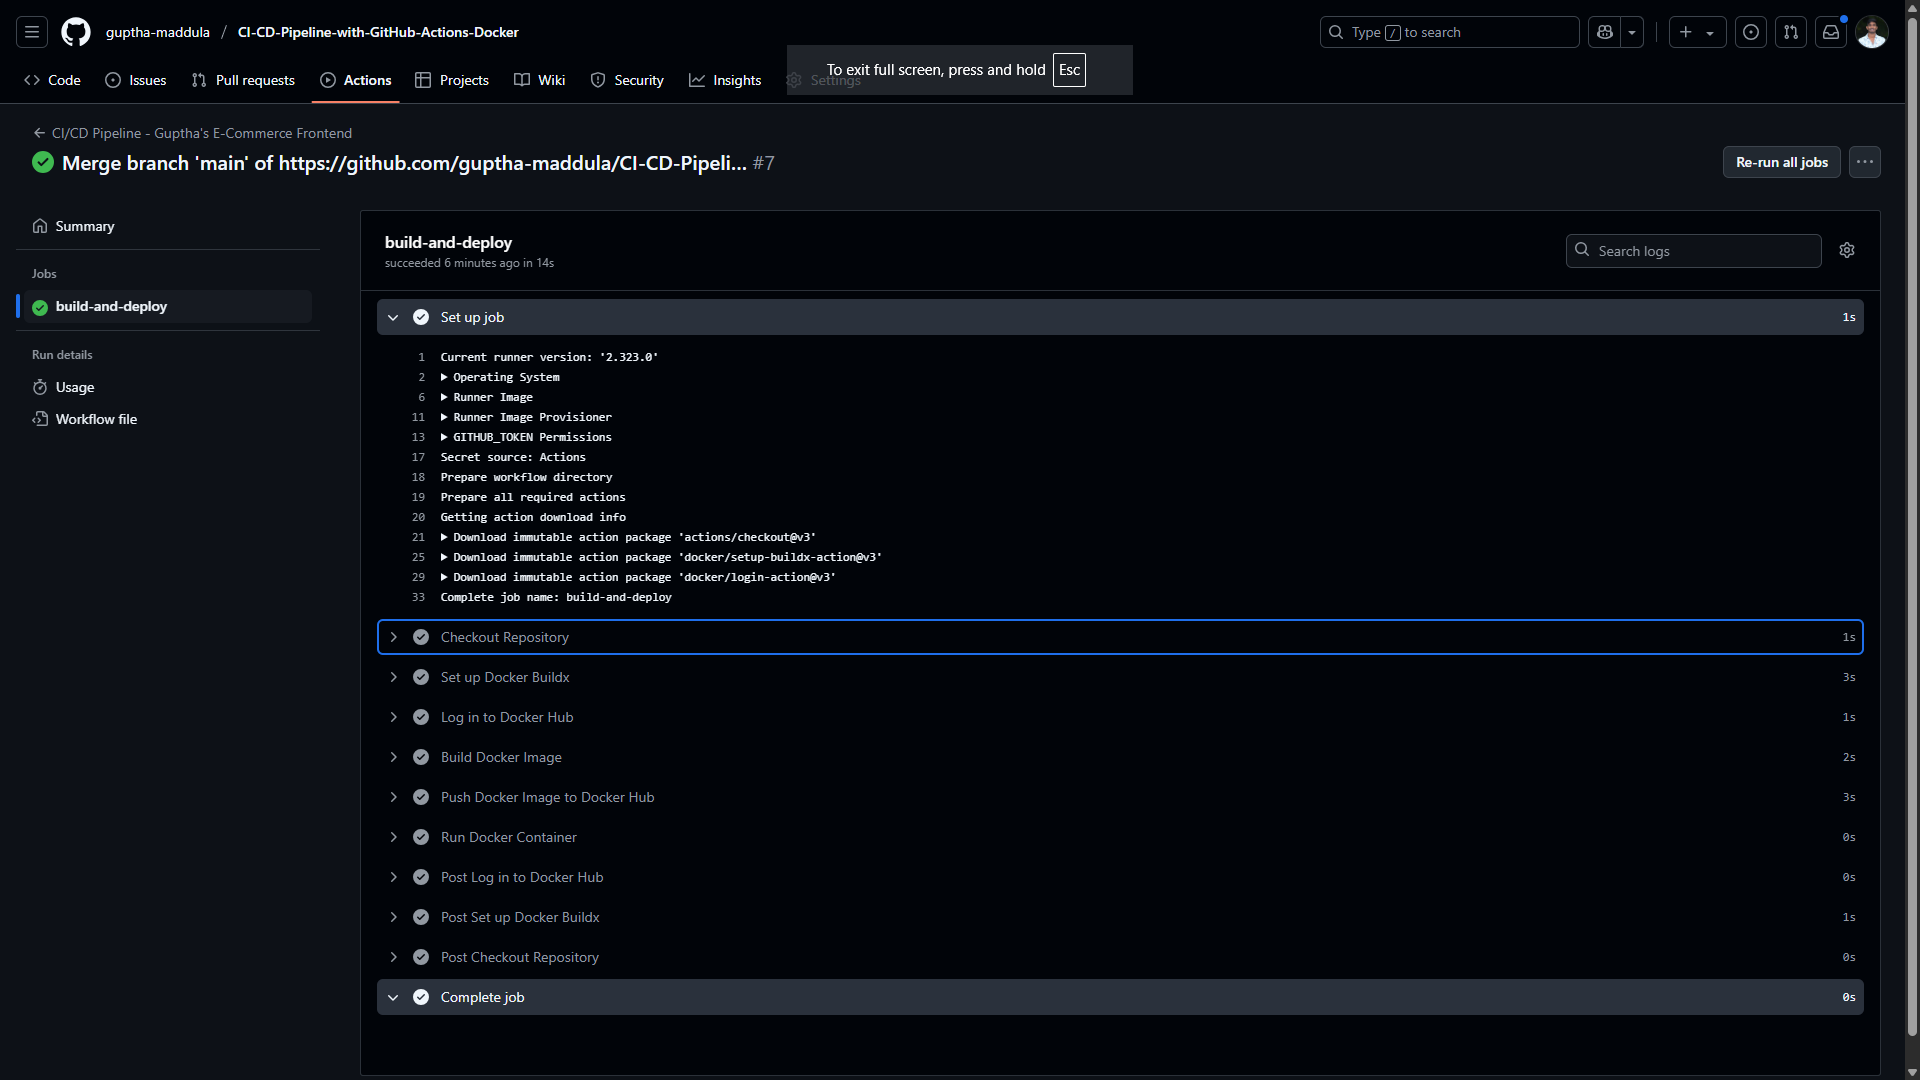 guptha-maddula / CI-CD-Pipeline-with-GitHub-Actions-Docker
Type / to search
Code Issues Pull requests Actions Projects Wiki Security Insights Settings
To exit full screen, press and hold Esc
CI/CD Pipeline - Guptha's E-Commerce Frontend
Merge branch 'main' of https://github.com/guptha-maddula/CI-CD-Pipeli... #7
Re-run all jobs
Summary
Jobs
build-and-deploy
Run details
Usage
Workflow file
build-and-deploy
succeeded 6 minutes ago in 14s
Search logs
Set up job 1s
1 Current runner version: '2.323.0'
2 Operating System
6 Runner Image
11 Runner Image Provisioner
13 GITHUB_TOKEN Permissions
17 Secret source: Actions
18 Prepare workflow directory
19 Prepare all required actions
20 Getting action download info
21 Download immutable action package 'actions/checkout@v3'
25 Download immutable action package 'docker/setup-buildx-action@v3'
29 Download immutable action package 'docker/login-action@v3'
33 Complete job name: build-and-deploy
Checkout Repository 1s
Set up Docker Buildx 3s
Log in to Docker Hub 1s
Build Docker Image 2s
Push Docker Image to Docker Hub 3s
Run Docker Container 0s
Post Log in to Docker Hub 0s
Post Set up Docker Buildx 1s
Post Checkout Repository 0s
Complete job 0s